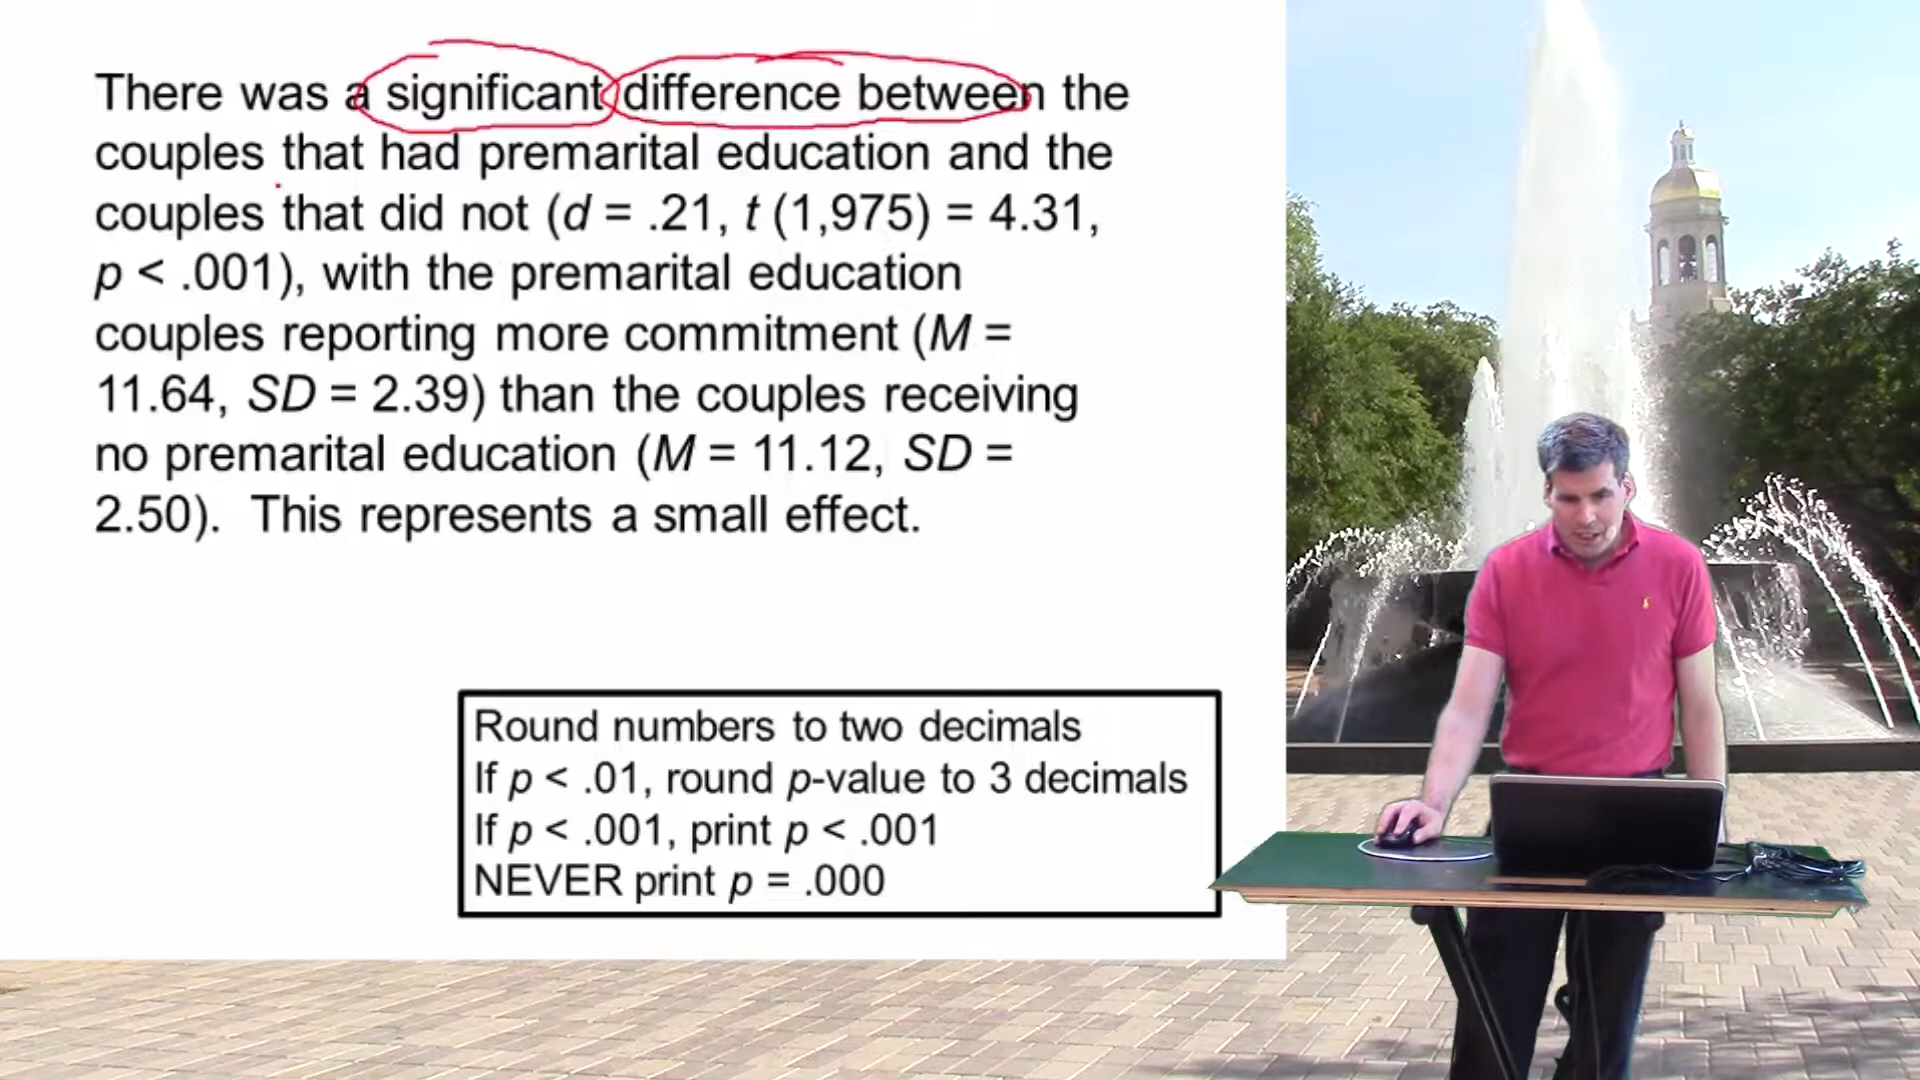 There was a significant difference between the
couples that had premarital education and the
couples that did not (d = .21, t (1,975) = 4.31,
p < .001), with the premarital education
couples reporting more commitment (M =
11.64, SD = 2.39) than the couples receiving
no premarital education (M = 11.12, SD =
2.50).  This represents a small effect.
Round numbers to two decimals
If p < .01, round p-value to 3 decimals
If p < .001, print p < .001
NEVER print p = .000